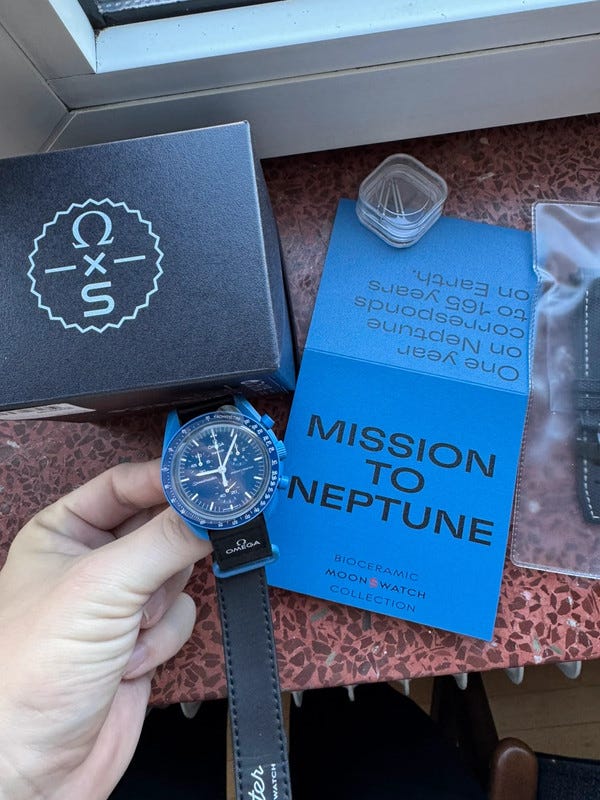 Ω
×
S
One year
on Neptune
corresponds
to 165 years
on Earth.
MISSION
TO
NEPTUNE
BIOCERAMIC
MOONSWATCH
COLLECTION
Ω
OMEGA